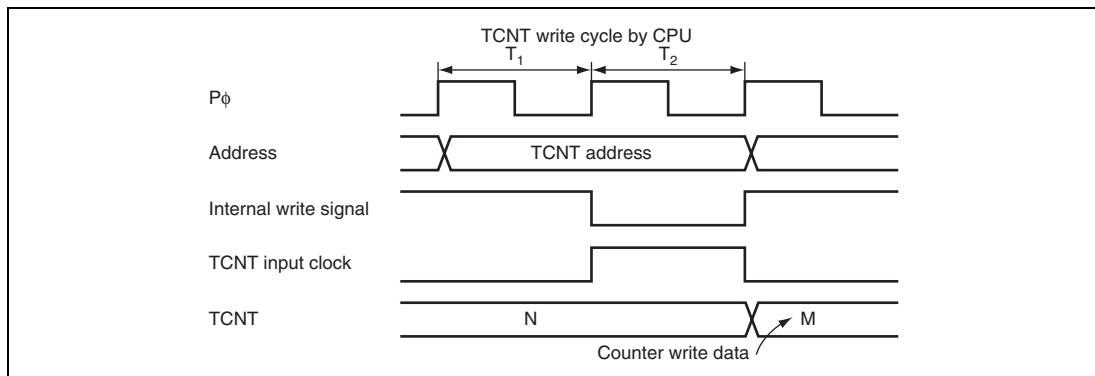 TCNT write cycle by CPU
T1 T2
Pφ
Address TCNT address
Internal write signal
TCNT input clock
TCNT N M
Counter write data